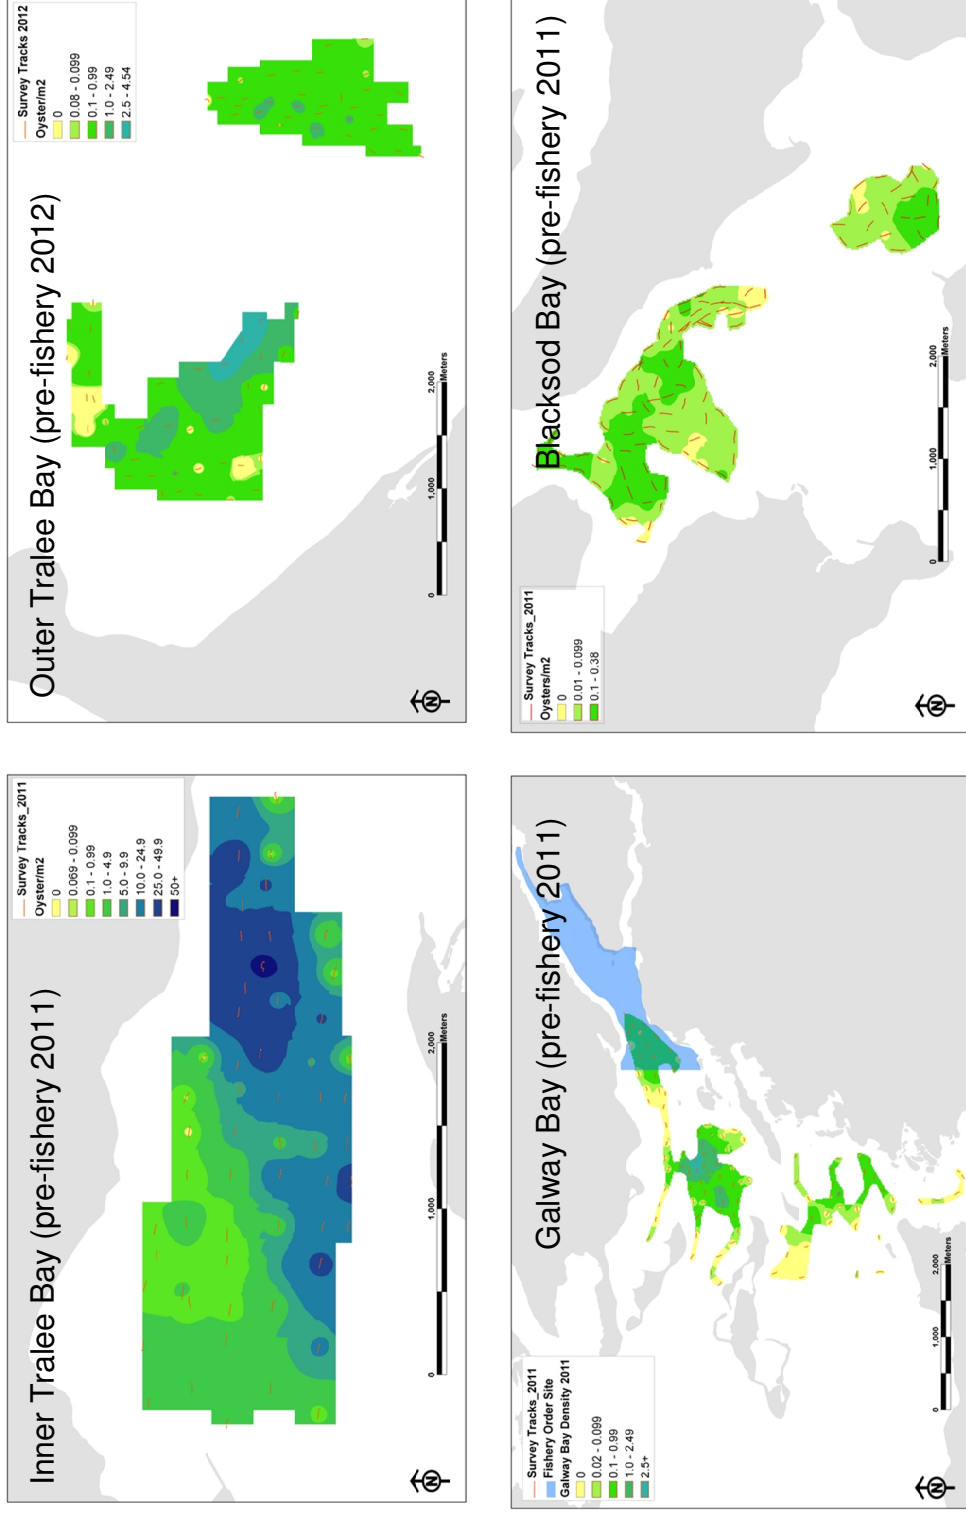 Inner Tralee Bay (pre-fishery 2011)
Survey Tracks_2011
Oyster/m2
0
0.069 - 0.099
0.1 - 0.99
1.0 - 4.9
5.0 - 9.9
10.0 - 24.9
25.0 - 49.9
50+
N
0
1,000
2,000
Meters
Galway Bay (pre-fishery 2011)
Survey Tracks_2011
Fishery Order Site
Galway Bay Density 2011
0
0.02 - 0.099
0.1 - 0.99
1.0 - 2.49
2.5+
N
0
1,000
2,000
Meters
Outer Tralee Bay (pre-fishery 2012)
Survey Tracks 2012
Oyster/m2
0
0.08 - 0.099
0.1 - 0.99
1.0 - 2.49
2.5 - 4.54
N
0
1,000
2,000
Meters
Blacksod Bay (pre-fishery 2011)
Survey Tracks_2011
Oysters/m2
0
0.01 - 0.099
0.1 - 0.38
N
0
1,000
2,000
Meters